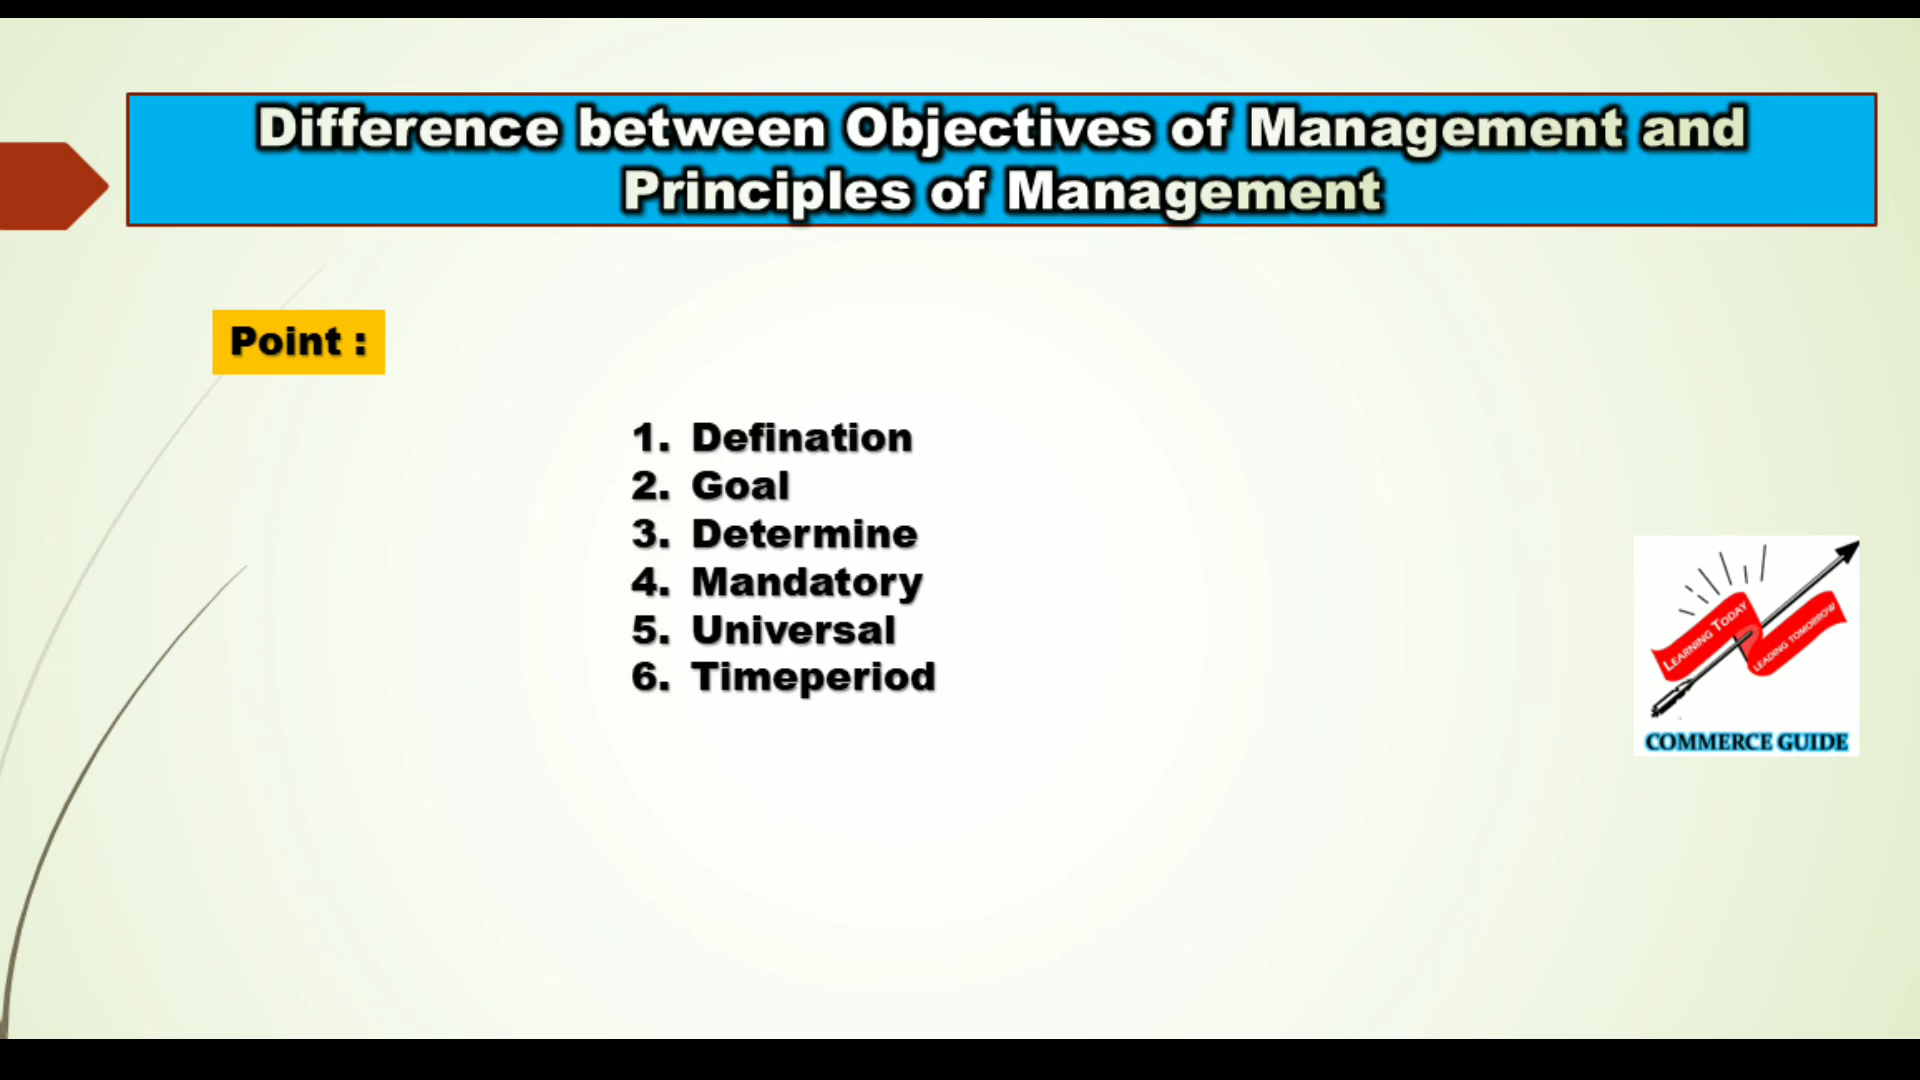 Difference between Objectives of Management and
Principles of Management
Point :
1. Defination
2. Goal
3. Determine
4. Mandatory
5. Universal
6. Timeperiod
LEARNING TODAY
LEADING TOMORROW
COMMERCE GUIDE